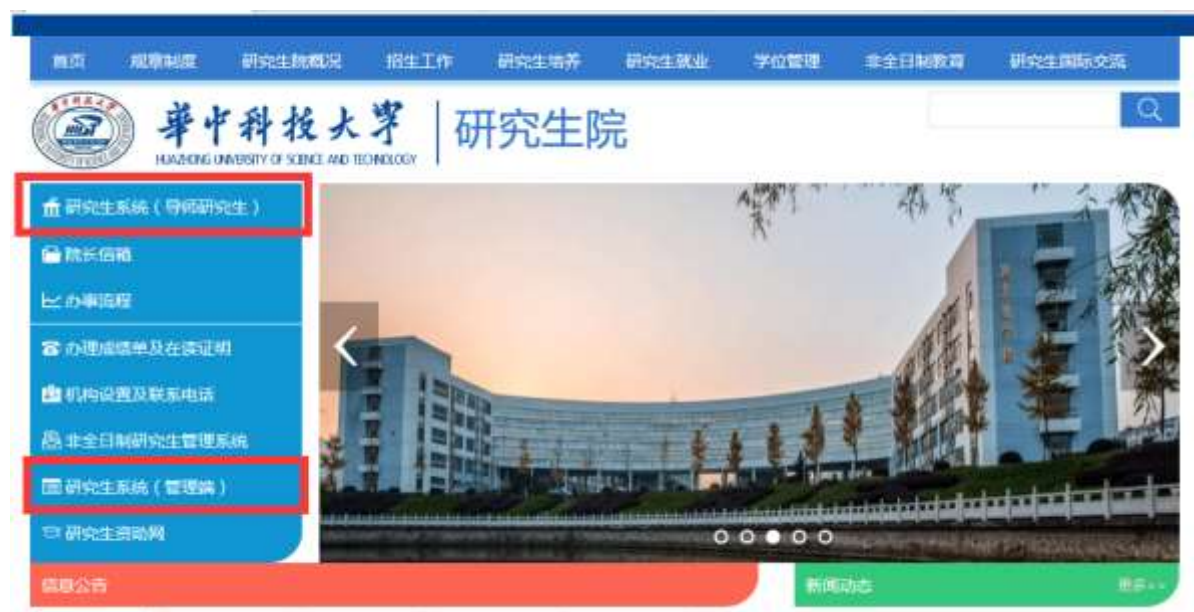 首页 规章制度 研究生院概况 招生工作 研究生培养 研究生就业 学位管理 非全日制教育 研究生国际交流
華中科技大学 研究生院
HUAZHONG UNIVERSITY OF SCIENCE AND TECHNOLOGY
研究生系统(导师研究生)
院长信箱
办事流程
办理成绩单及在读证明
机构设置及联系电话
非全日制研究生管理系统
研究生系统(管理端)
研究生资助网
信息公告 新闻动态 更多>>